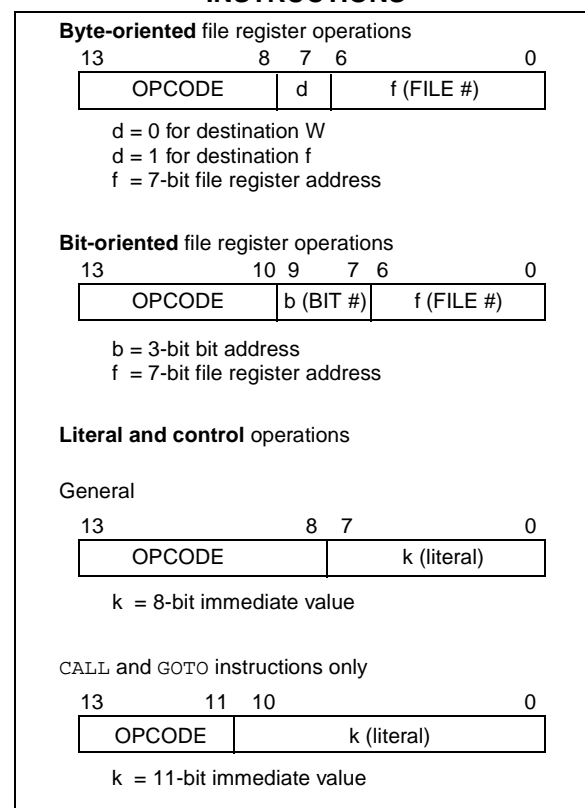 INSTRUCTIONS
Byte-oriented file register operations
13 8 7 6 0
OPCODE d f (FILE #)
d = 0 for destination W
d = 1 for destination f
f = 7-bit file register address
Bit-oriented file register operations
13 10 9 7 6 0
OPCODE b (BIT #) f (FILE #)
b = 3-bit bit address
f = 7-bit file register address
Literal and control operations
General
13 8 7 0
OPCODE k (literal)
k = 8-bit immediate value
CALL and GOTO instructions only
13 11 10 0
OPCODE k (literal)
k = 11-bit immediate value